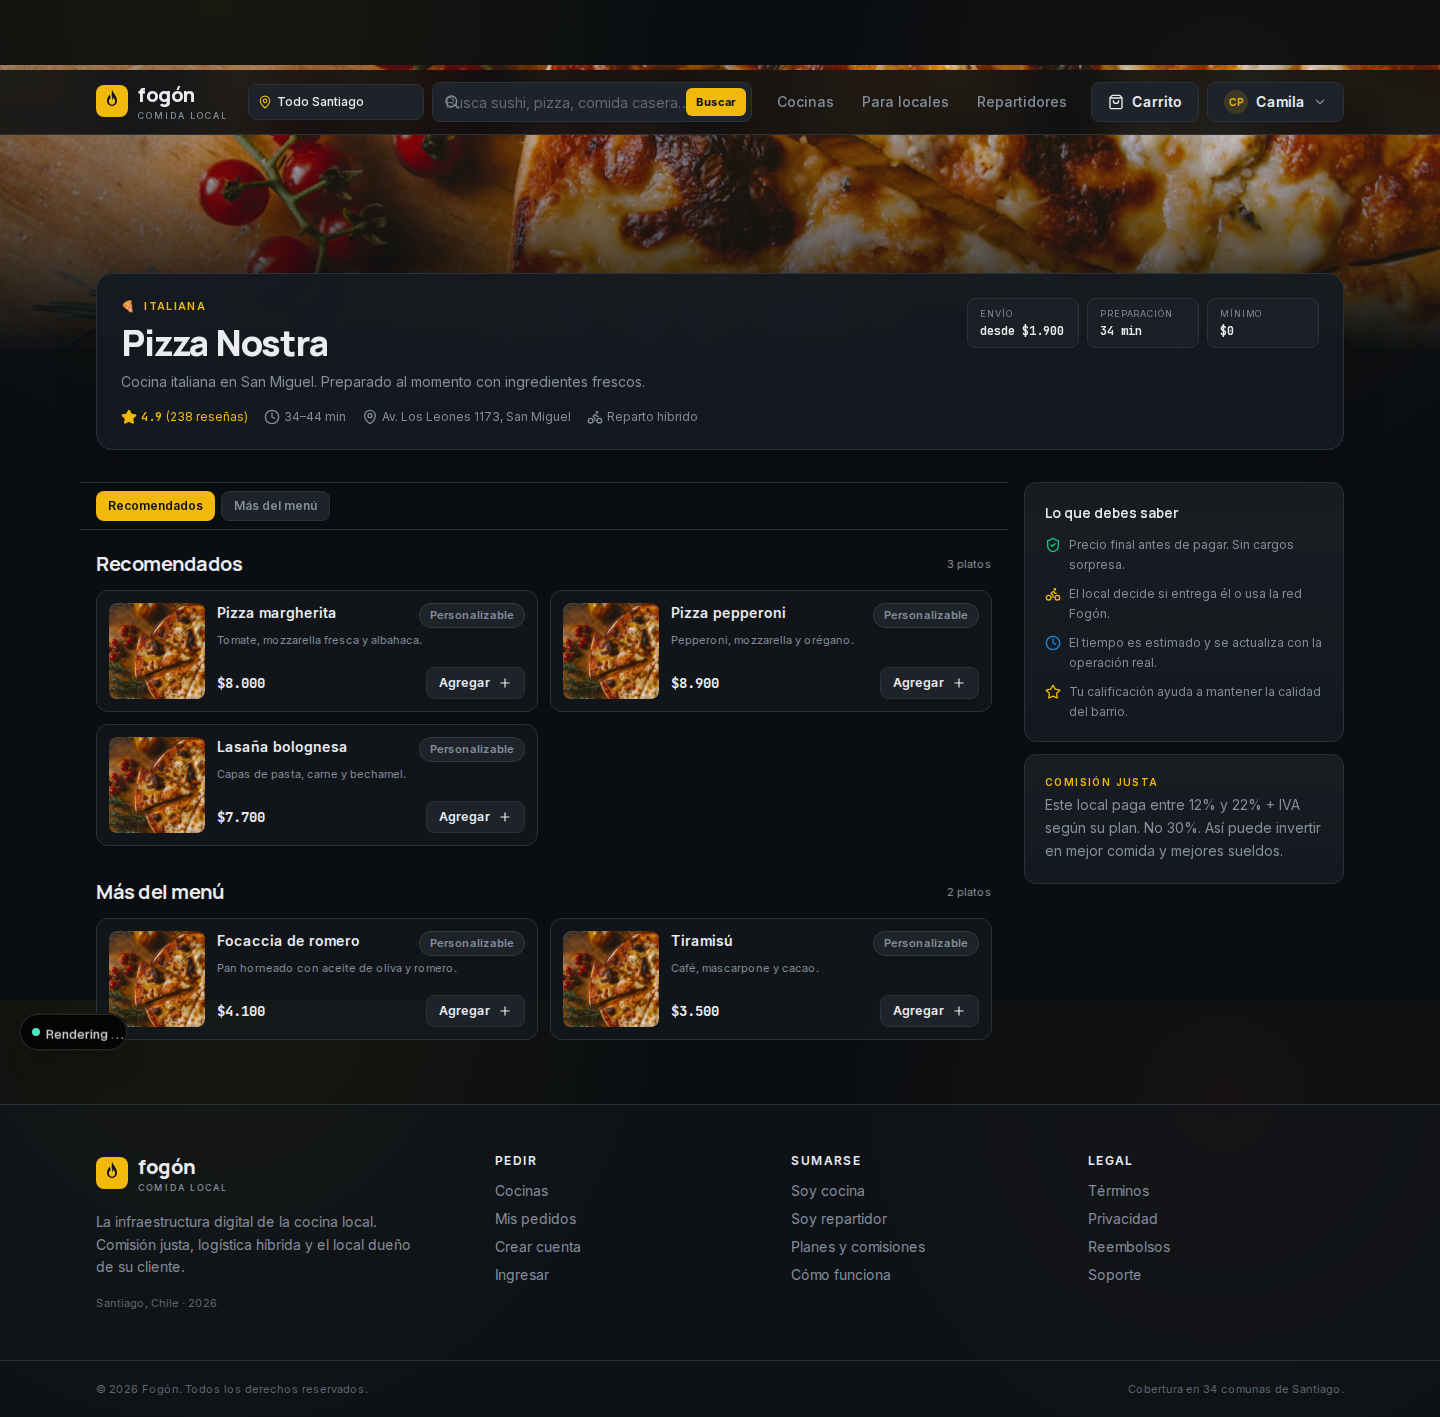 fogón
COMIDA LOCAL
Todo Santiago
Busca sushi, pizza, comida casera...
Buscar
Cocinas
Para locales
Repartidores
Carrito
CP
Camila
ITALIANA
Pizza Nostra
Cocina italiana en San Miguel. Preparado al momento con ingredientes frescos.
4.9 (238 reseñas)
34–44 min
Av. Los Leones 1173, San Miguel
Reparto híbrido
ENVÍO
desde $1.900
PREPARACIÓN
34 min
MÍNIMO
$0
Recomendados
Más del menú
Recomendados
3 platos
Pizza margherita
Personalizable
Tomate, mozzarella fresca y albahaca.
$8.000
Agregar
Pizza pepperoni
Personalizable
Pepperoni, mozzarella y orégano.
$8.900
Agregar
Lasaña bolognesa
Personalizable
Capas de pasta, carne y bechamel.
$7.700
Agregar
Más del menú
2 platos
Focaccia de romero
Personalizable
Pan horneado con aceite de oliva y romero.
$4.100
Agregar
Tiramisú
Personalizable
Café, mascarpone y cacao.
$3.500
Agregar
Lo que debes saber
Precio final antes de pagar. Sin cargos
sorpresa.
El local decide si entrega él o usa la red
Fogón.
El tiempo es estimado y se actualiza con la
operación real.
Tu calificación ayuda a mantener la calidad
del barrio.
COMISIÓN JUSTA
Este local paga entre 12% y 22% + IVA
según su plan. No 30%. Así puede invertir
en mejor comida y mejores sueldos.
Rendering ...
fogón
COMIDA LOCAL
La infraestructura digital de la cocina local.
Comisión justa, logística híbrida y el local dueño
de su cliente.
Santiago, Chile · 2026
PEDIR
Cocinas
Mis pedidos
Crear cuenta
Ingresar
SUMARSE
Soy cocina
Soy repartidor
Planes y comisiones
Cómo funciona
LEGAL
Términos
Privacidad
Reembolsos
Soporte
© 2026 Fogón. Todos los derechos reservados.
Cobertura en 34 comunas de Santiago.